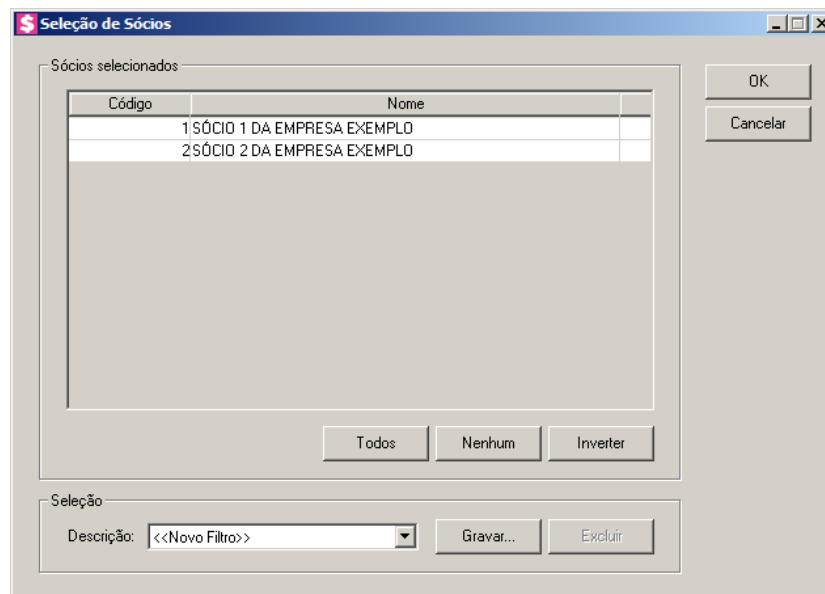 Seleção de Sócios
Sócios selecionados
OK
Código Nome
Cancelar
1 SÓCIO 1 DA EMPRESA EXEMPLO
2 SÓCIO 2 DA EMPRESA EXEMPLO
Todos Nenhum Inverter
Seleção
Descrição: <<Novo Filtro>> Gravar... Excluir